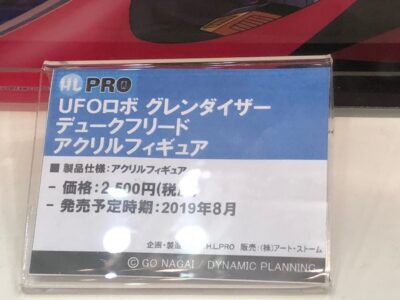 HL PRO
UFOロボ グレンダイザー
デュークフリード
アクリルフィギュア
■ 製品仕様:アクリルフィギュア
- 価格:2,500円(税
- 発売予定時期:2019年8月
企画・製造 H.L.PRO 販売:(株)アート・ストーム
© GO NAGAI / DYNAMIC PLANNING